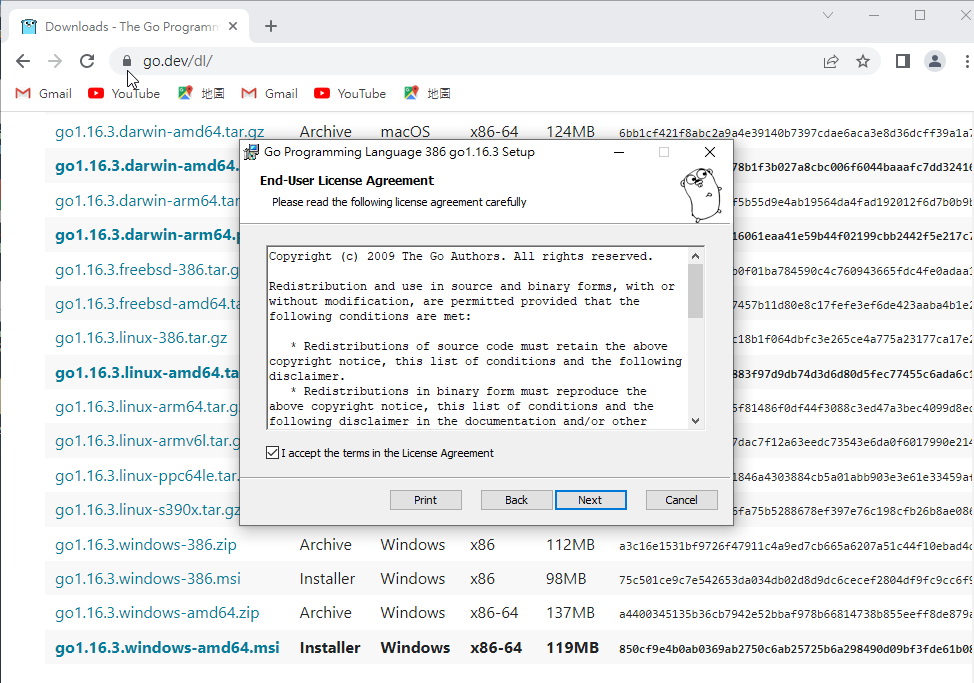 Downloads - The Go Programm
go.dev/dl/
Gmail YouTube 地圖 Gmail YouTube 地圖
go1.16.3.darwin-amd64.tar.gz Archive macOS x86-64 124MB 6bb1cf421f8abc2a9a4e39140b7397cdae6aca3e8d36dcff39a1a7
Go Programming Language 386 go1.16.3 Setup
End-User License Agreement
Please read the following license agreement carefully
Copyright (c) 2009 The Go Authors. All rights reserved.
Redistribution and use in source and binary forms, with or
without modification, are permitted provided that the
following conditions are met:
* Redistributions of source code must retain the above
copyright notice, this list of conditions and the following
disclaimer.
* Redistributions in binary form must reproduce the
above copyright notice, this list of conditions and the
following disclaimer in the documentation and/or other
I accept the terms in the License Agreement
Print Back Next Cancel
go1.16.3.darwin-amd64. 78b1f3b027a8cbc006f6044baaafc7dd32416
go1.16.3.darwin-arm64.tar f5b55d9e4ab19564da4fad192012f6d7b0b9b
go1.16.3.darwin-arm64.p 16061eaa41e59b44f02199cbb2442f5e217c7
go1.16.3.freebsd-386.tar.g b0f01ba784590c4c760943665fdc4fe0adaa1
go1.16.3.freebsd-amd64.ta 7457b11d80e8c17fefe3ef6de423aaba4b1e2
go1.16.3.linux-386.tar.gz c18b1f064dbfc3e265ce4a775a23177ca17e2
go1.16.3.linux-amd64.ta 883f97d9db74d3d6d80d5fec77455c6ada6c1
go1.16.3.linux-arm64.tar.g 5f81486f0df44f3088c3ed47a3bec4099d8ed
go1.16.3.linux-armv6l.tar.g 7dac7f12a63eedc73543e6da0f6017990e214
go1.16.3.linux-ppc64le.tar. 1846a4303884cb5a01abb903e3e61e33459af
go1.16.3.linux-s390x.tar.gz 6fa75b5288678ef397e76c198cfb26b8ae086
go1.16.3.windows-386.zip Archive Windows x86 112MB a3c16e1531bf9726f47911c4a9ed7cb665a6207a51c44f10ebad4c
go1.16.3.windows-386.msi Installer Windows x86 98MB 75c501ce9c7e542653da034db02d8d9dc6cecef2804df9fc9cc6f9
go1.16.3.windows-amd64.zip Archive Windows x86-64 137MB a4400345135b36cb7942e52bbaf978b66814738b855eeff8de879a
go1.16.3.windows-amd64.msi Installer Windows x86-64 119MB 850cf9e4b0ab0369ab2750c6ab25725b6a298490d09bf3fde61b08